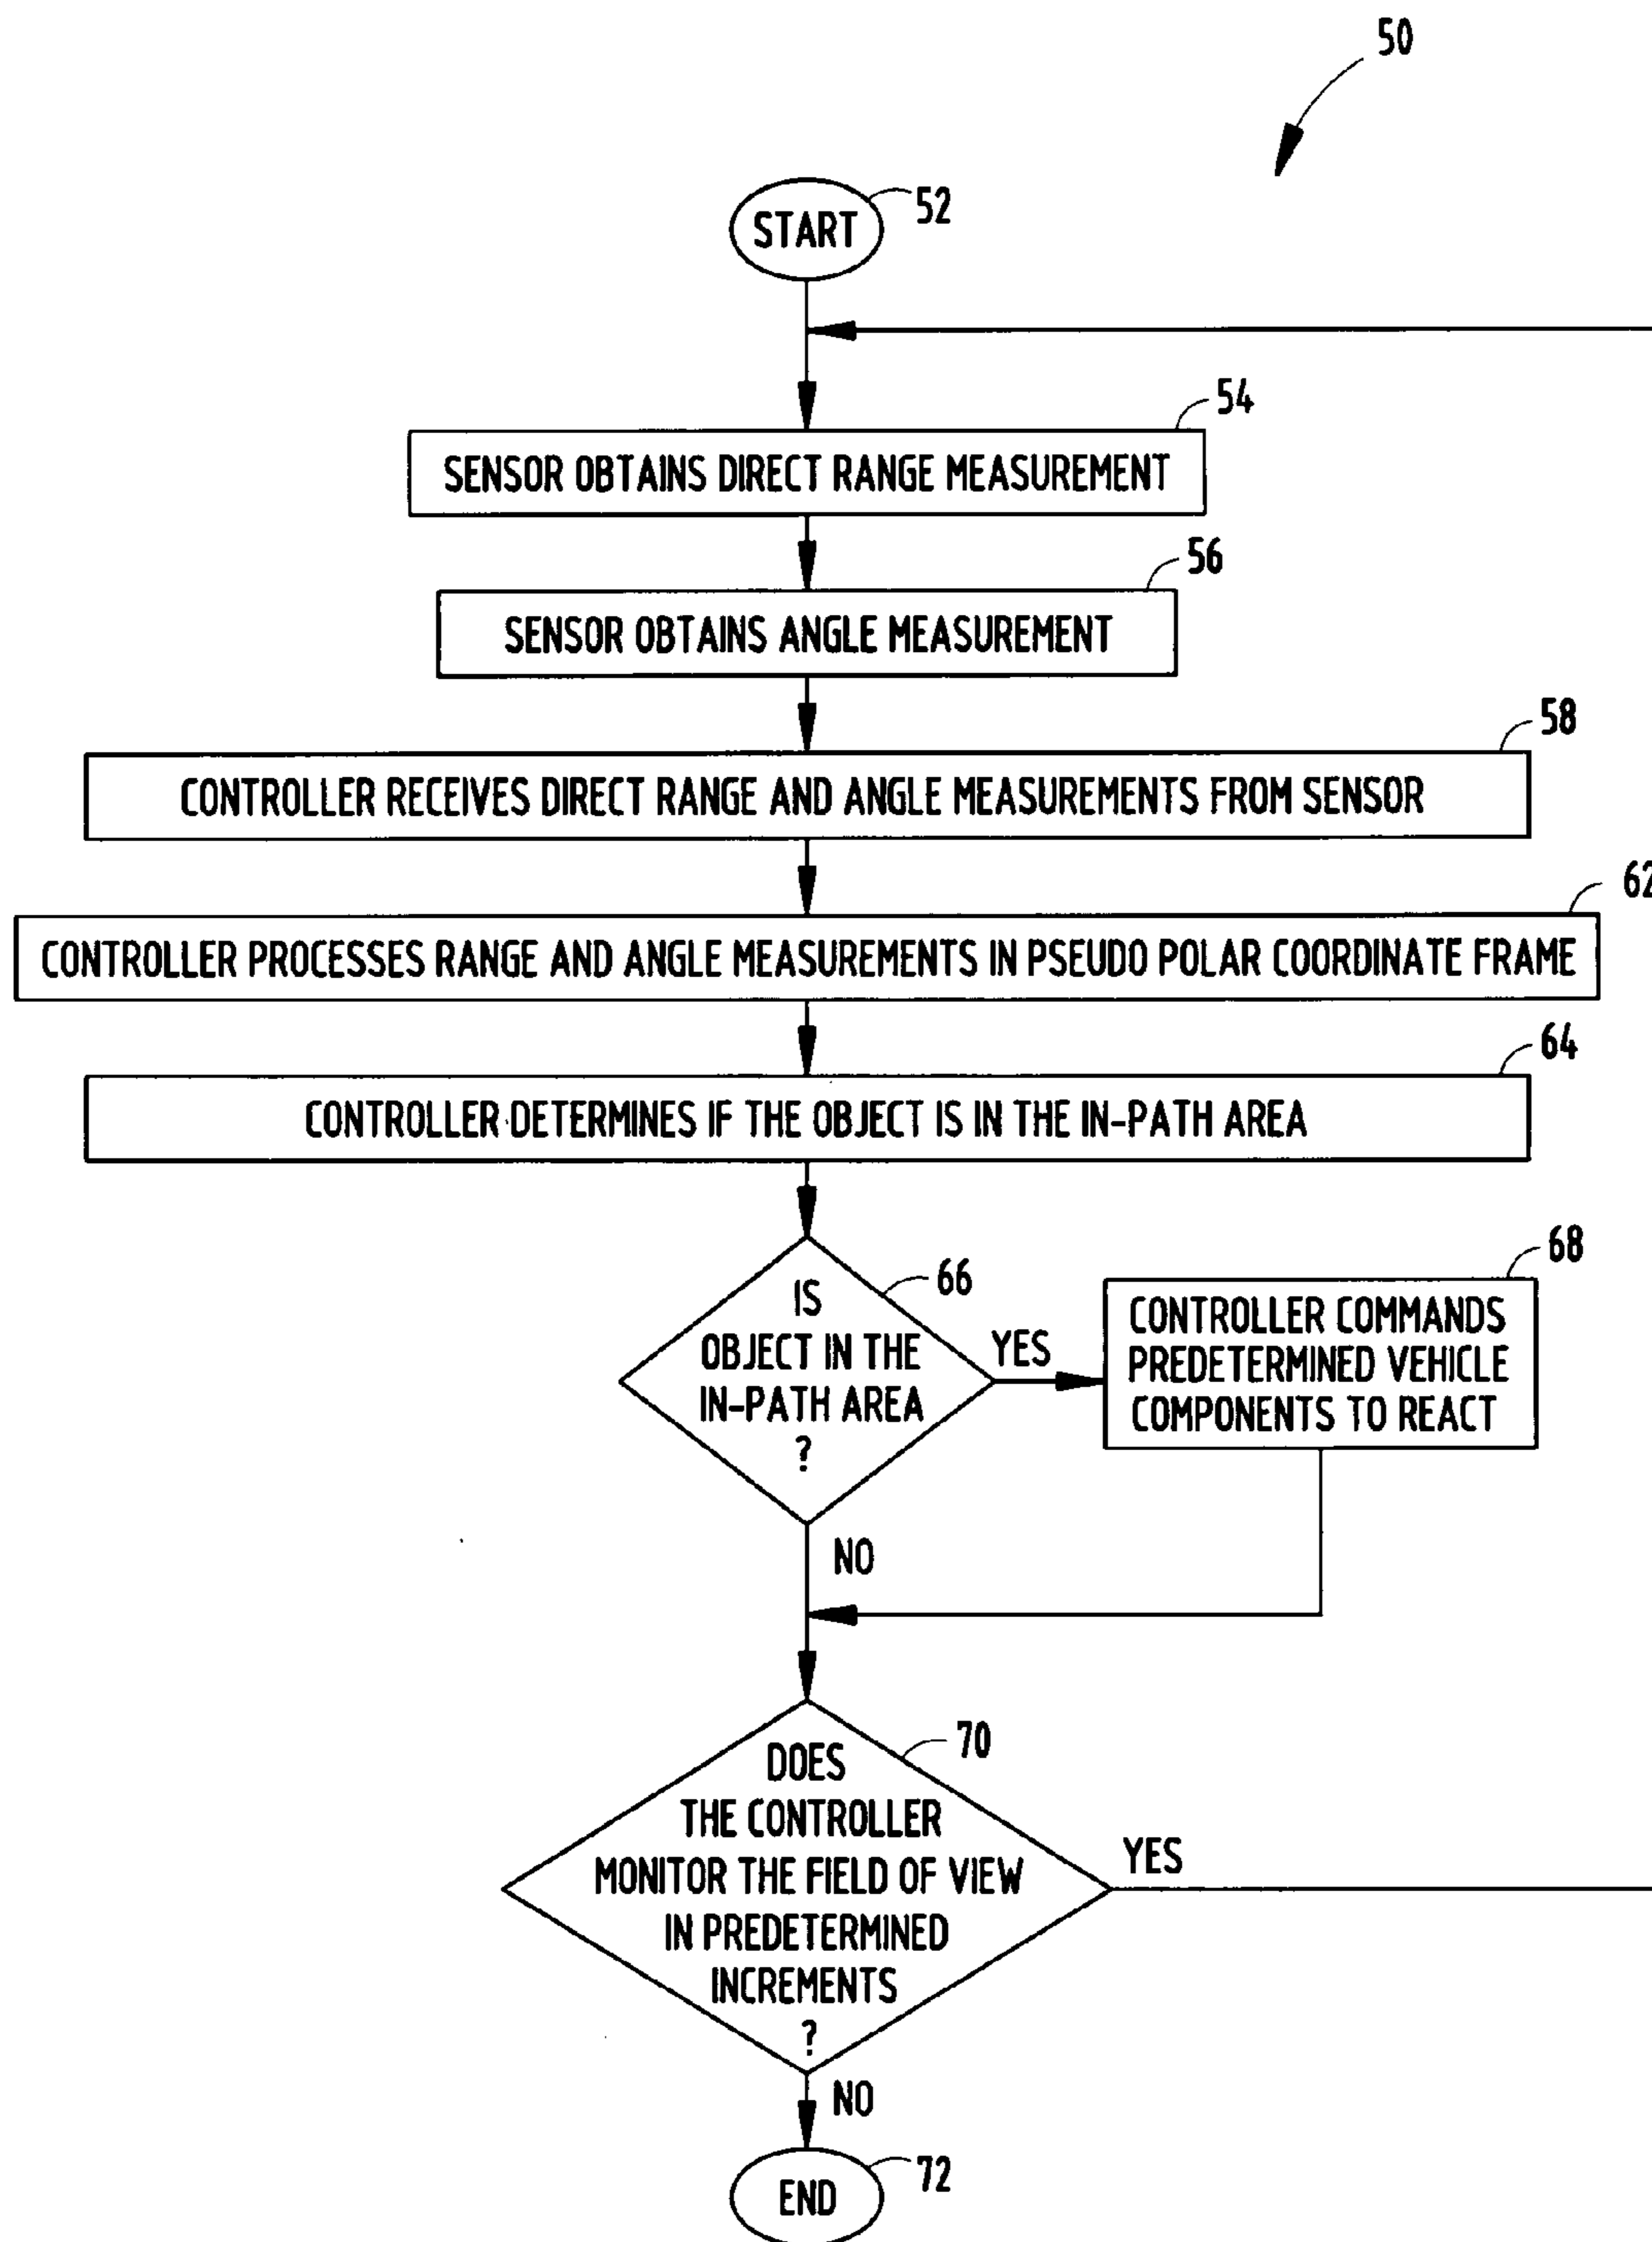 50
START
52
54
SENSOR OBTAINS DIRECT RANGE MEASUREMENT
56
SENSOR OBTAINS ANGLE MEASUREMENT
58
CONTROLLER RECEIVES DIRECT RANGE AND ANGLE MEASUREMENTS FROM SENSOR
62
CONTROLLER PROCESSES RANGE AND ANGLE MEASUREMENTS IN PSEUDO POLAR COORDINATE FRAME
64
CONTROLLER DETERMINES IF THE OBJECT IS IN THE IN-PATH AREA
66
IS
OBJECT IN THE
IN-PATH AREA
?
YES
68
CONTROLLER COMMANDS
PREDETERMINED VEHICLE
COMPONENTS TO REACT
NO
70
DOES
THE CONTROLLER
MONITOR THE FIELD OF VIEW
IN PREDETERMINED
INCREMENTS
?
YES
NO
72
END